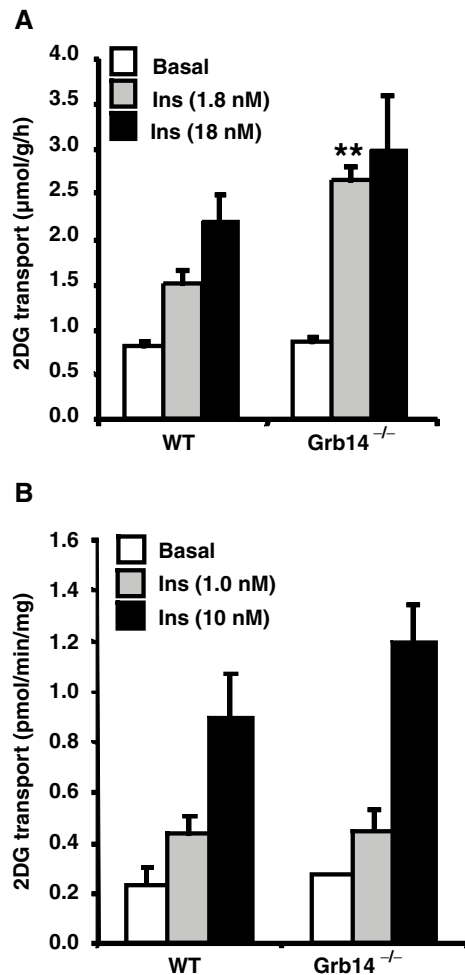 A
4.0
3.5
3.0
2.5
2.0
1.5
1.0
0.5
0.0
2DG transport (µmol/g/h)
Basal
Ins (1.8 nM)
Ins (18 nM)
**
WT
Grb14 –/–
B
1.6
1.4
1.2
1.0
0.8
0.6
0.4
0.2
0.0
2DG transport (pmol/min/mg)
Basal
Ins (1.0 nM)
Ins (10 nM)
WT
Grb14 –/–